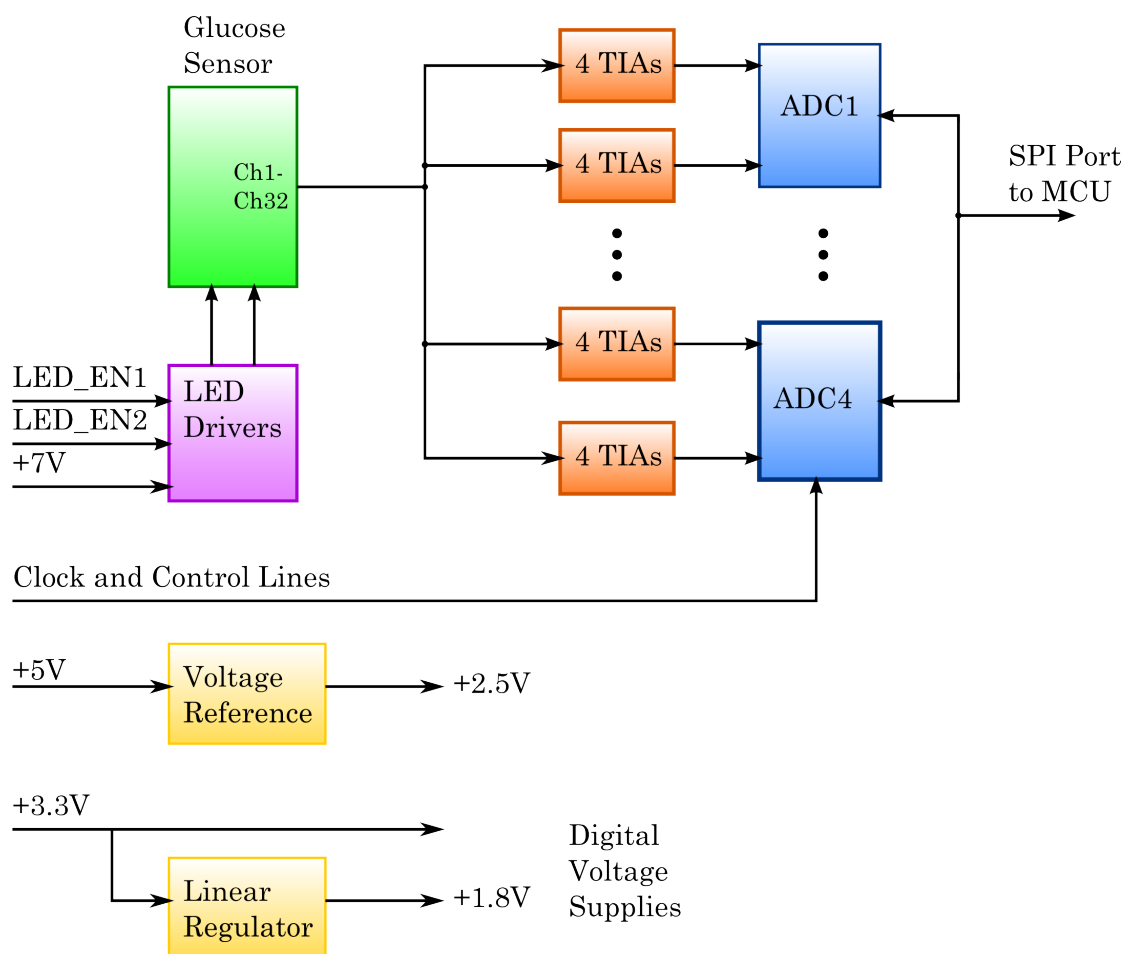 Glucose
Sensor
Ch1-
Ch32
4 TIAs
4 TIAs
4 TIAs
4 TIAs
ADC1
ADC4
SPI Port
to MCU
LED_EN1
LED_EN2
+7V
LED
Drivers
Clock and Control Lines
+5V
Voltage
Reference
+2.5V
+3.3V
Linear
Regulator
+1.8V
Digital
Voltage
Supplies